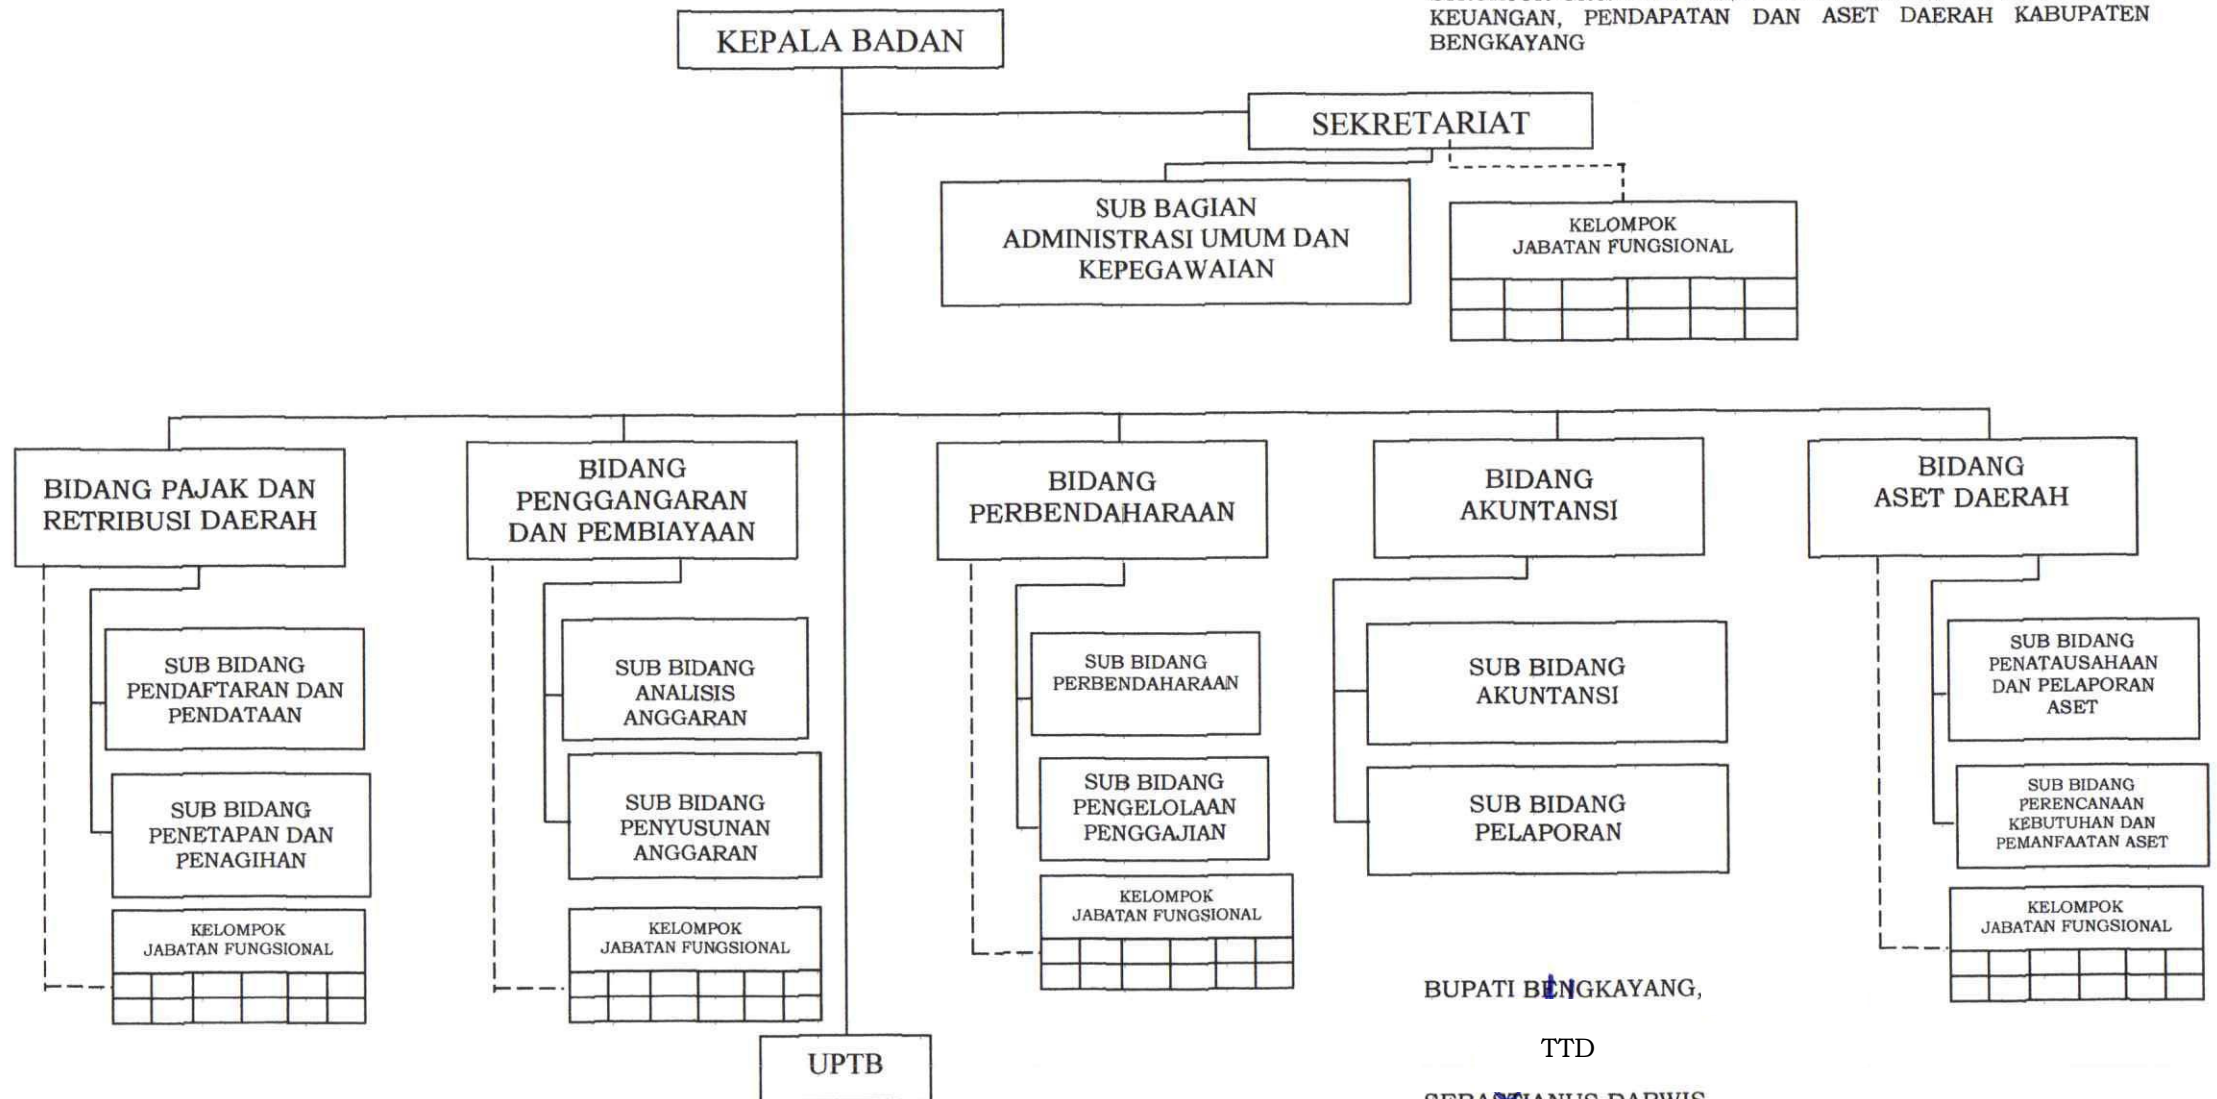 KEUANGAN, PENDAPATAN DAN ASET DAERAH KABUPATEN
BENGKAYANG
KEPALA BADAN
SEKRETARIAT
SUB BAGIAN
ADMINISTRASI UMUM DAN
KEPEGAWAIAN
KELOMPOK
JABATAN FUNGSIONAL
BIDANG PAJAK DAN
RETRIBUSI DAERAH
BIDANG
PENGGANGARAN
DAN PEMBIAYAAN
BIDANG
PERBENDAHARAAN
BIDANG
AKUNTANSI
BIDANG
ASET DAERAH
SUB BIDANG
PENDAFTARAN DAN
PENDATAAN
SUB BIDANG
ANALISIS
ANGGARAN
SUB BIDANG
PERBENDAHARAAN
SUB BIDANG
AKUNTANSI
SUB BIDANG
PENATAUSAHAAN
DAN PELAPORAN
ASET
SUB BIDANG
PENETAPAN DAN
PENAGIHAN
SUB BIDANG
PENYUSUNAN
ANGGARAN
SUB BIDANG
PENGELOLAAN
PENGGAJIAN
SUB BIDANG
PELAPORAN
SUB BIDANG
PERENCANAAN
KEBUTUHAN DAN
PEMANFAATAN ASET
KELOMPOK
JABATAN FUNGSIONAL
KELOMPOK
JABATAN FUNGSIONAL
KELOMPOK
JABATAN FUNGSIONAL
KELOMPOK
JABATAN FUNGSIONAL
UPTB
BUPATI BENGKAYANG,
TTD
SEBASTIANUS DARWIS